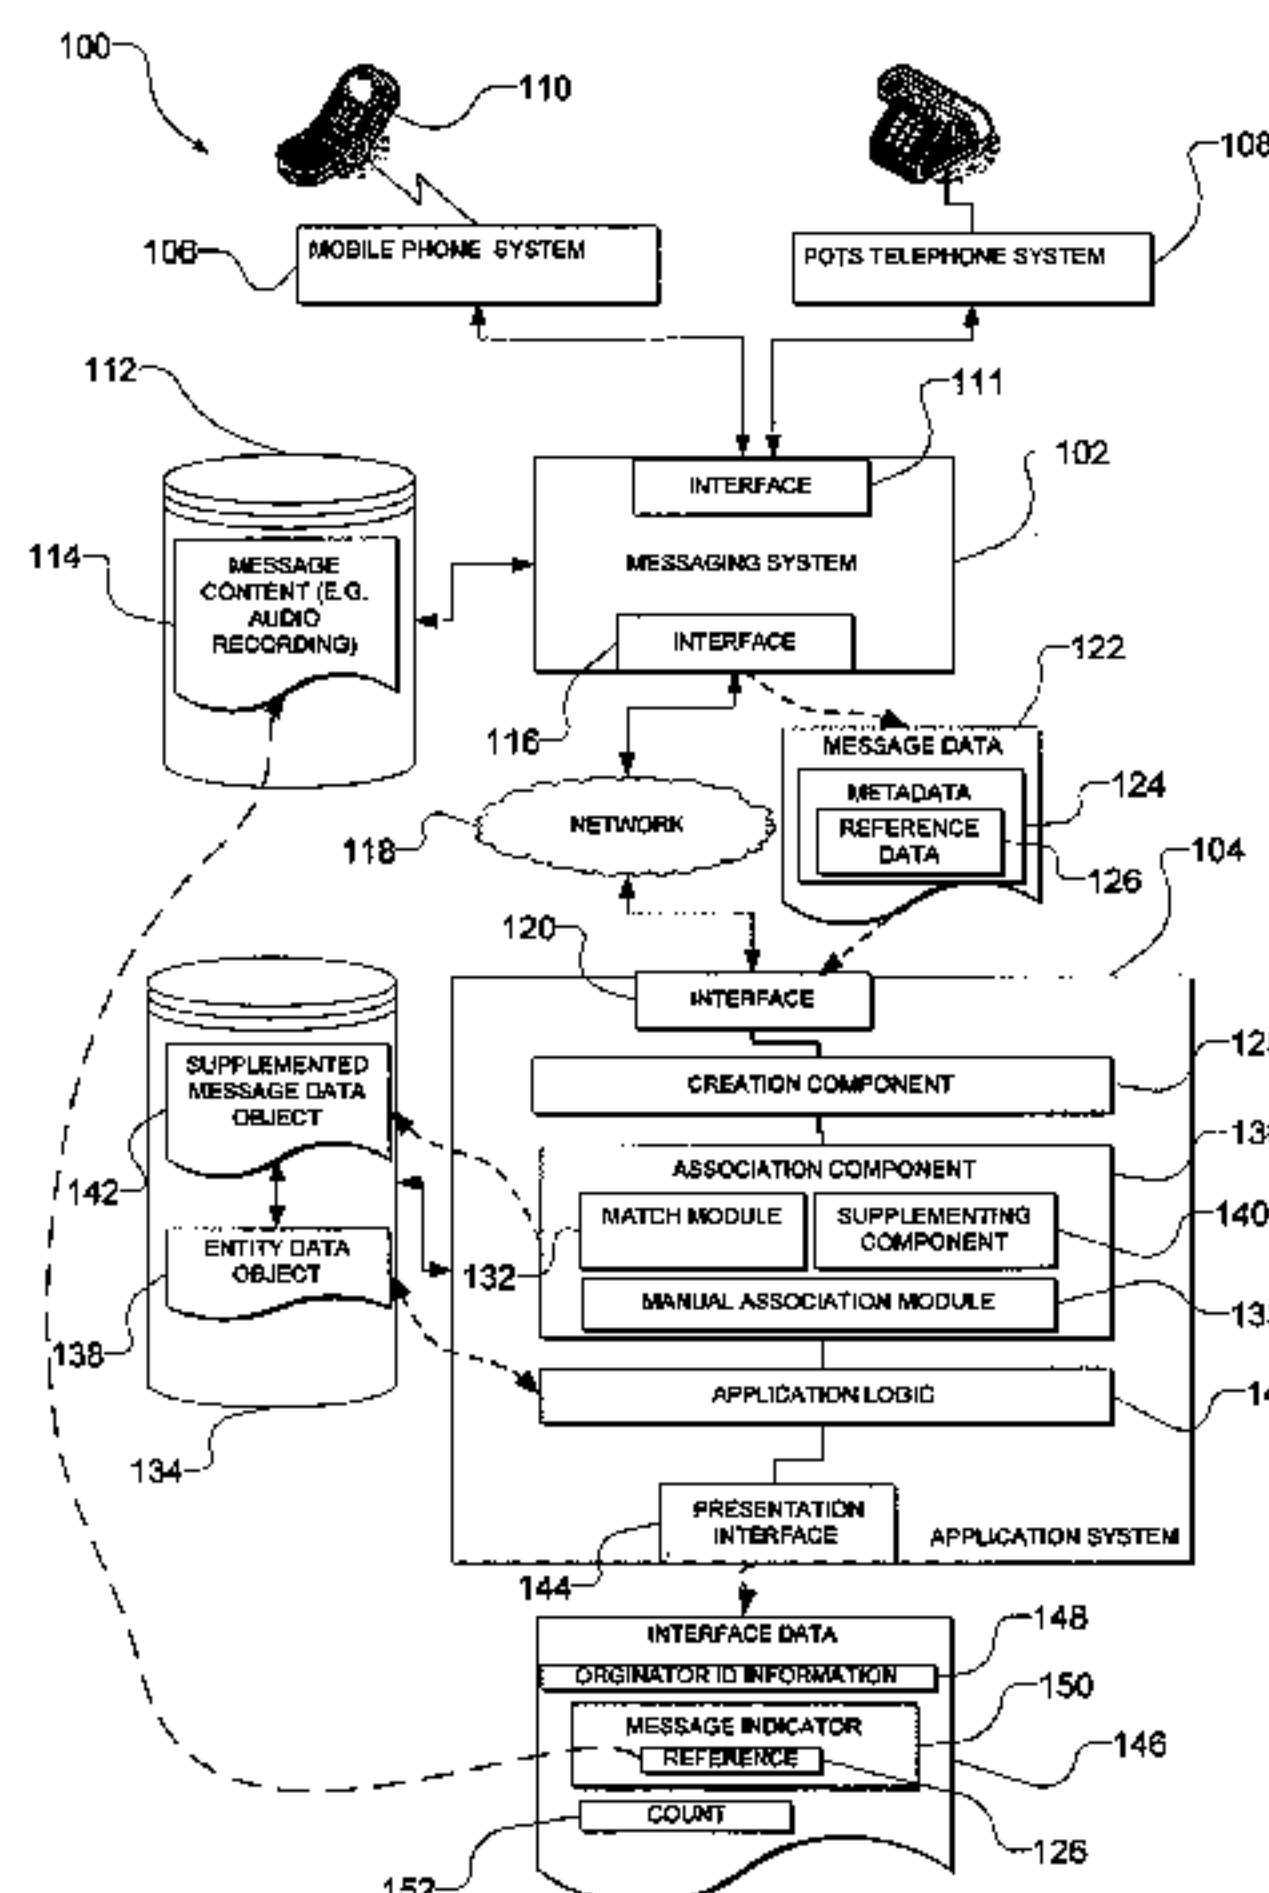 100
110
108
106
MOBILE PHONE SYSTEM
POTS TELEPHONE SYSTEM
112
111
102
INTERFACE
114
MESSAGE
CONTENT (E.G.
AUDIO
RECORDING)
MESSAGING SYSTEM
INTERFACE
122
116
MESSAGE DATA
METADATA
124
REFERENCE
DATA
126
118
NETWORK
104
120
INTERFACE
SUPPLEMENTED
MESSAGE DATA
OBJECT
CREATION COMPONENT
ASSOCIATION COMPONENT
142
MATCH MODULE
SUPPLEMENTING
COMPONENT
140
ENTITY DATA
OBJECT
132
MANUAL ASSOCIATION MODULE
138
APPLICATION LOGIC
134
PRESENTATION
INTERFACE
APPLICATION SYSTEM
144
INTERFACE DATA
148
ORGINATOR ID INFORMATION
150
MESSAGE INDICATOR
146
REFERENCE
COUNT
126
152